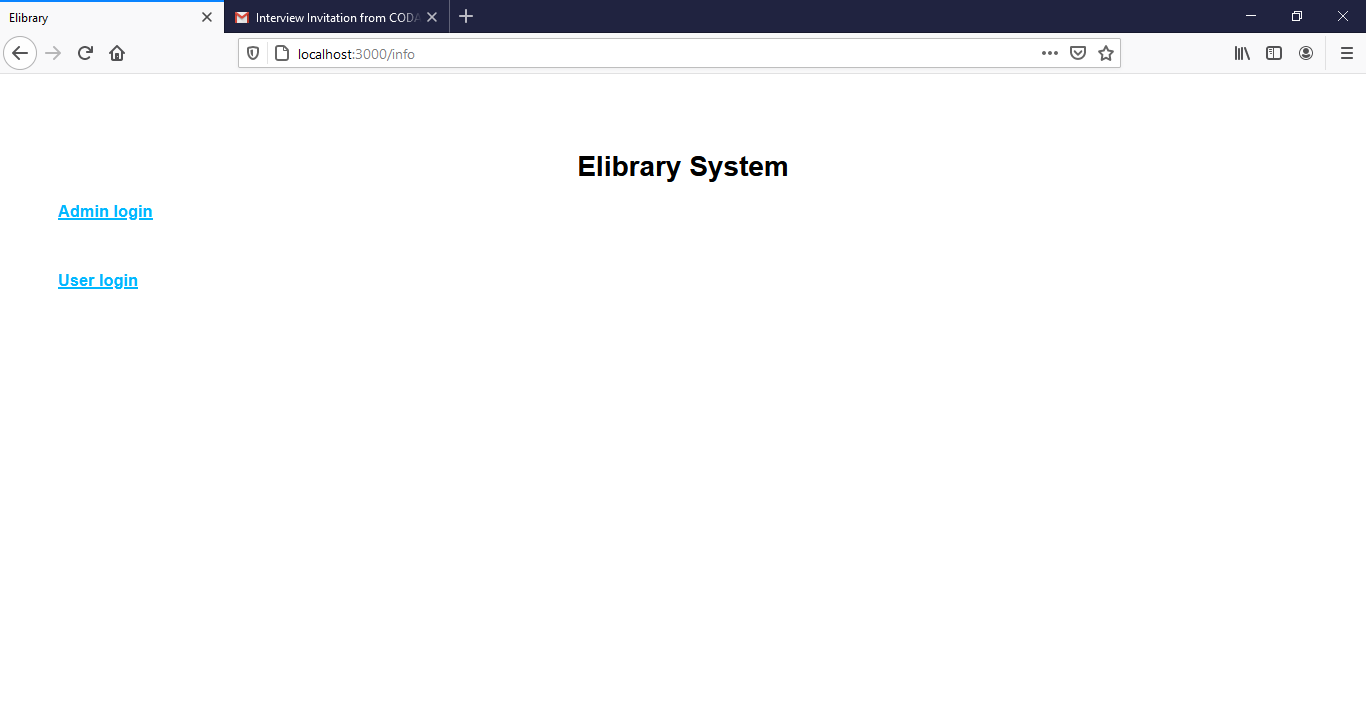 Elibrary
Interview Invitation from CODA
localhost:3000/info
Elibrary System
Admin login
User login